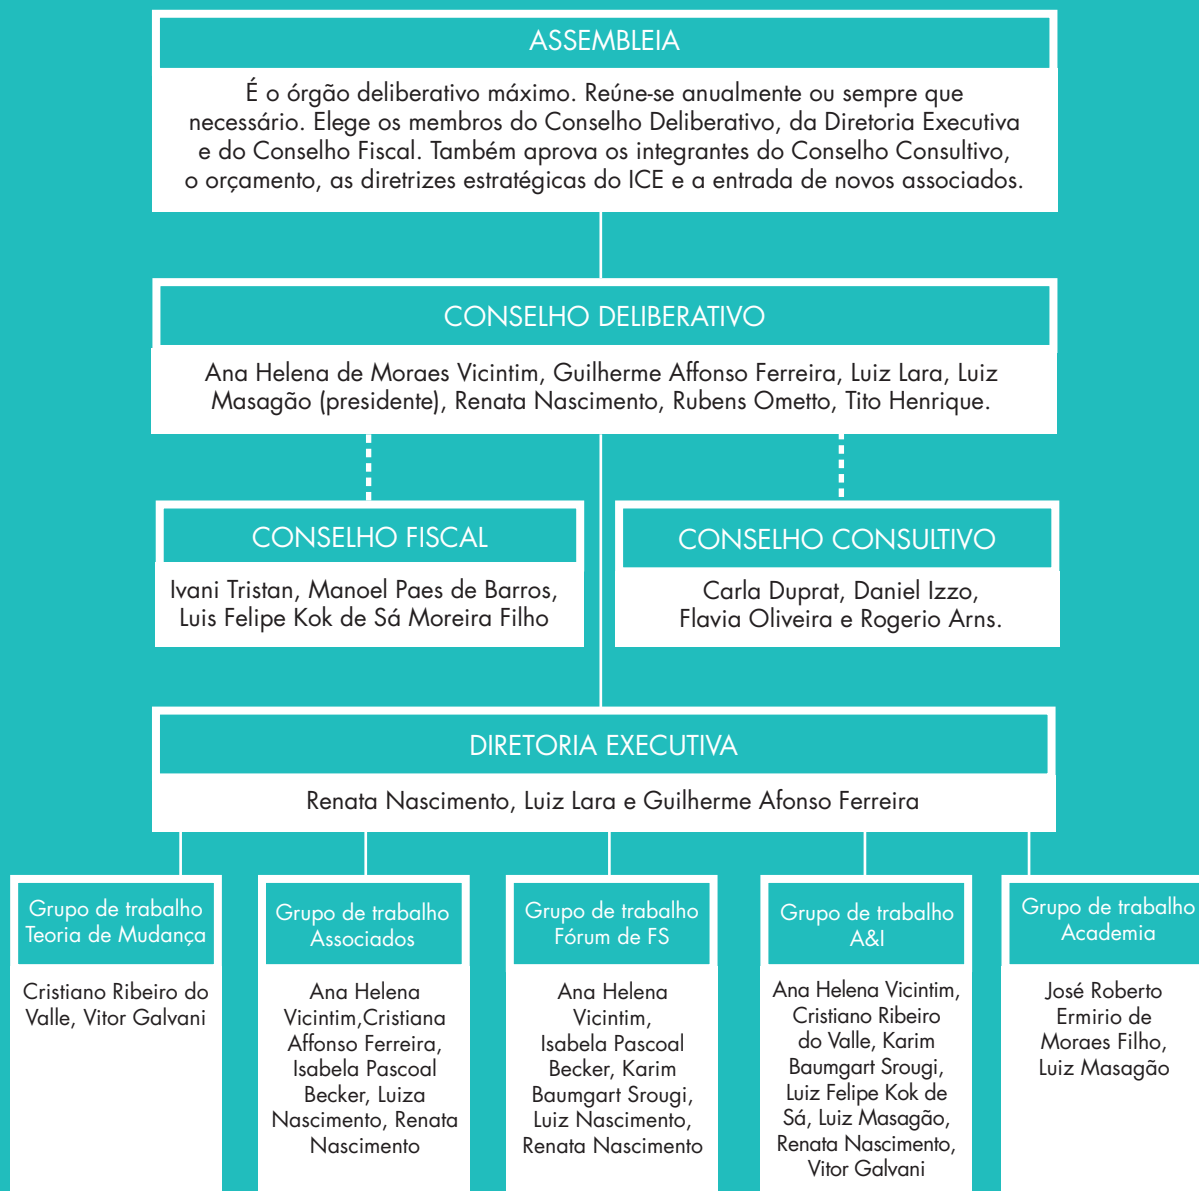 ASSEMBLEIA
É o órgão deliberativo máximo. Reúne-se anualmente ou sempre que
necessário. Elege os membros do Conselho Deliberativo, da Diretoria Executiva
e do Conselho Fiscal. Também aprova os integrantes do Conselho Consultivo,
o orçamento, as diretrizes estratégicas do ICE e a entrada de novos associados.
CONSELHO DELIBERATIVO
Ana Helena de Moraes Vicintim, Guilherme Affonso Ferreira, Luiz Lara, Luiz
Masagão (presidente), Renata Nascimento, Rubens Ometto, Tito Henrique.
CONSELHO FISCAL
Ivani Tristan, Manoel Paes de Barros,
Luis Felipe Kok de Sá Moreira Filho
CONSELHO CONSULTIVO
Carla Duprat, Daniel Izzo,
Flavia Oliveira e Rogerio Arns.
DIRETORIA EXECUTIVA
Renata Nascimento, Luiz Lara e Guilherme Afonso Ferreira
Grupo de trabalho
Teoria de Mudança
Cristiano Ribeiro do
Valle, Vitor Galvani
Grupo de trabalho
Associados
Ana Helena
Vicintim,Cristiana
Affonso Ferreira,
Isabela Pascoal
Becker, Luiza
Nascimento, Renata
Nascimento
Grupo de trabalho
Fórum de FS
Ana Helena
Vicintim,
Isabela Pascoal
Becker, Karim
Baumgart Srougi,
Luiz Nascimento,
Renata Nascimento
Grupo de trabalho
A&I
Ana Helena Vicintim,
Cristiano Ribeiro
do Valle, Karim
Baumgart Srougi,
Luiz Felipe Kok de
Sá, Luiz Masagão,
Renata Nascimento,
Vitor Galvani
Grupo de trabalho
Academia
José Roberto
Ermirio de
Moraes Filho,
Luiz Masagão